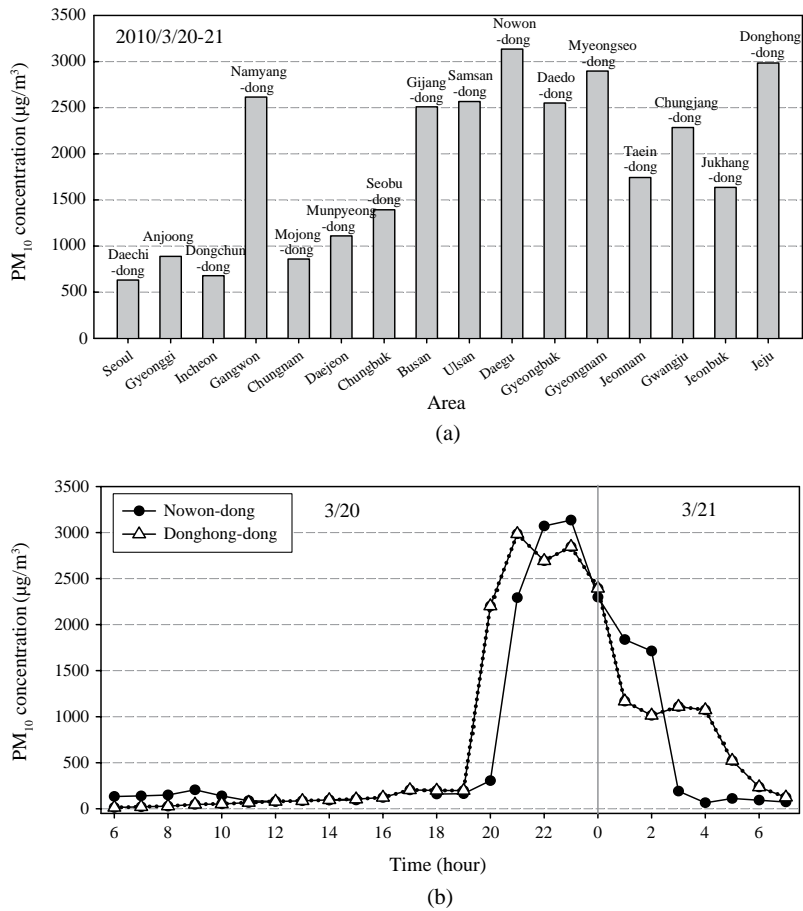 2010/3/20-21
PM₁₀ concentration (µg/m³)
3500
3000
2500
2000
1500
1000
500
0
Daechi
-dong
Anjoong
Dongchun
-dong
Namyang
-dong
Mojong
-dong
Munpyeong
-dong
Seobu
-dong
Gijang
-dong
Samsan
-dong
Nowon
-dong
Daedo
-dong
Myeongseo
-dong
Taein
-dong
Chungjang
-dong
Jukhang
-dong
Donghong
-dong
Seoul
Gyeonggi
Incheon
Gangwon
Chungnam
Daejeon
Chungbuk
Busan
Ulsan
Daegu
Gyeongbuk
Gyeongnam
Jeonnam
Gwangju
Jeonbuk
Jeju
Area
(a)
PM₁₀ concentration (µg/m³)
3500
3000
2500
2000
1500
1000
500
0
Nowon-dong
Donghong-dong
3/20
3/21
6 8 10 12 14 16 18 20 22 0 2 4 6
Time (hour)
(b)